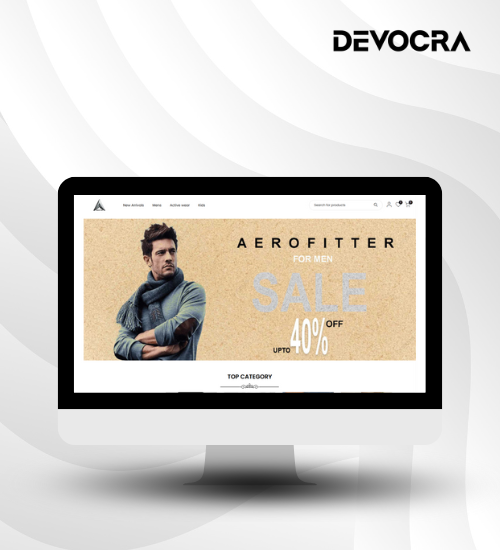 DEVOCRA
New Arrivals Mens Active wear Kids Search for products
AEROFITTER
FOR MEN
SALE
UPTO 40% OFF
TOP CATEGORY